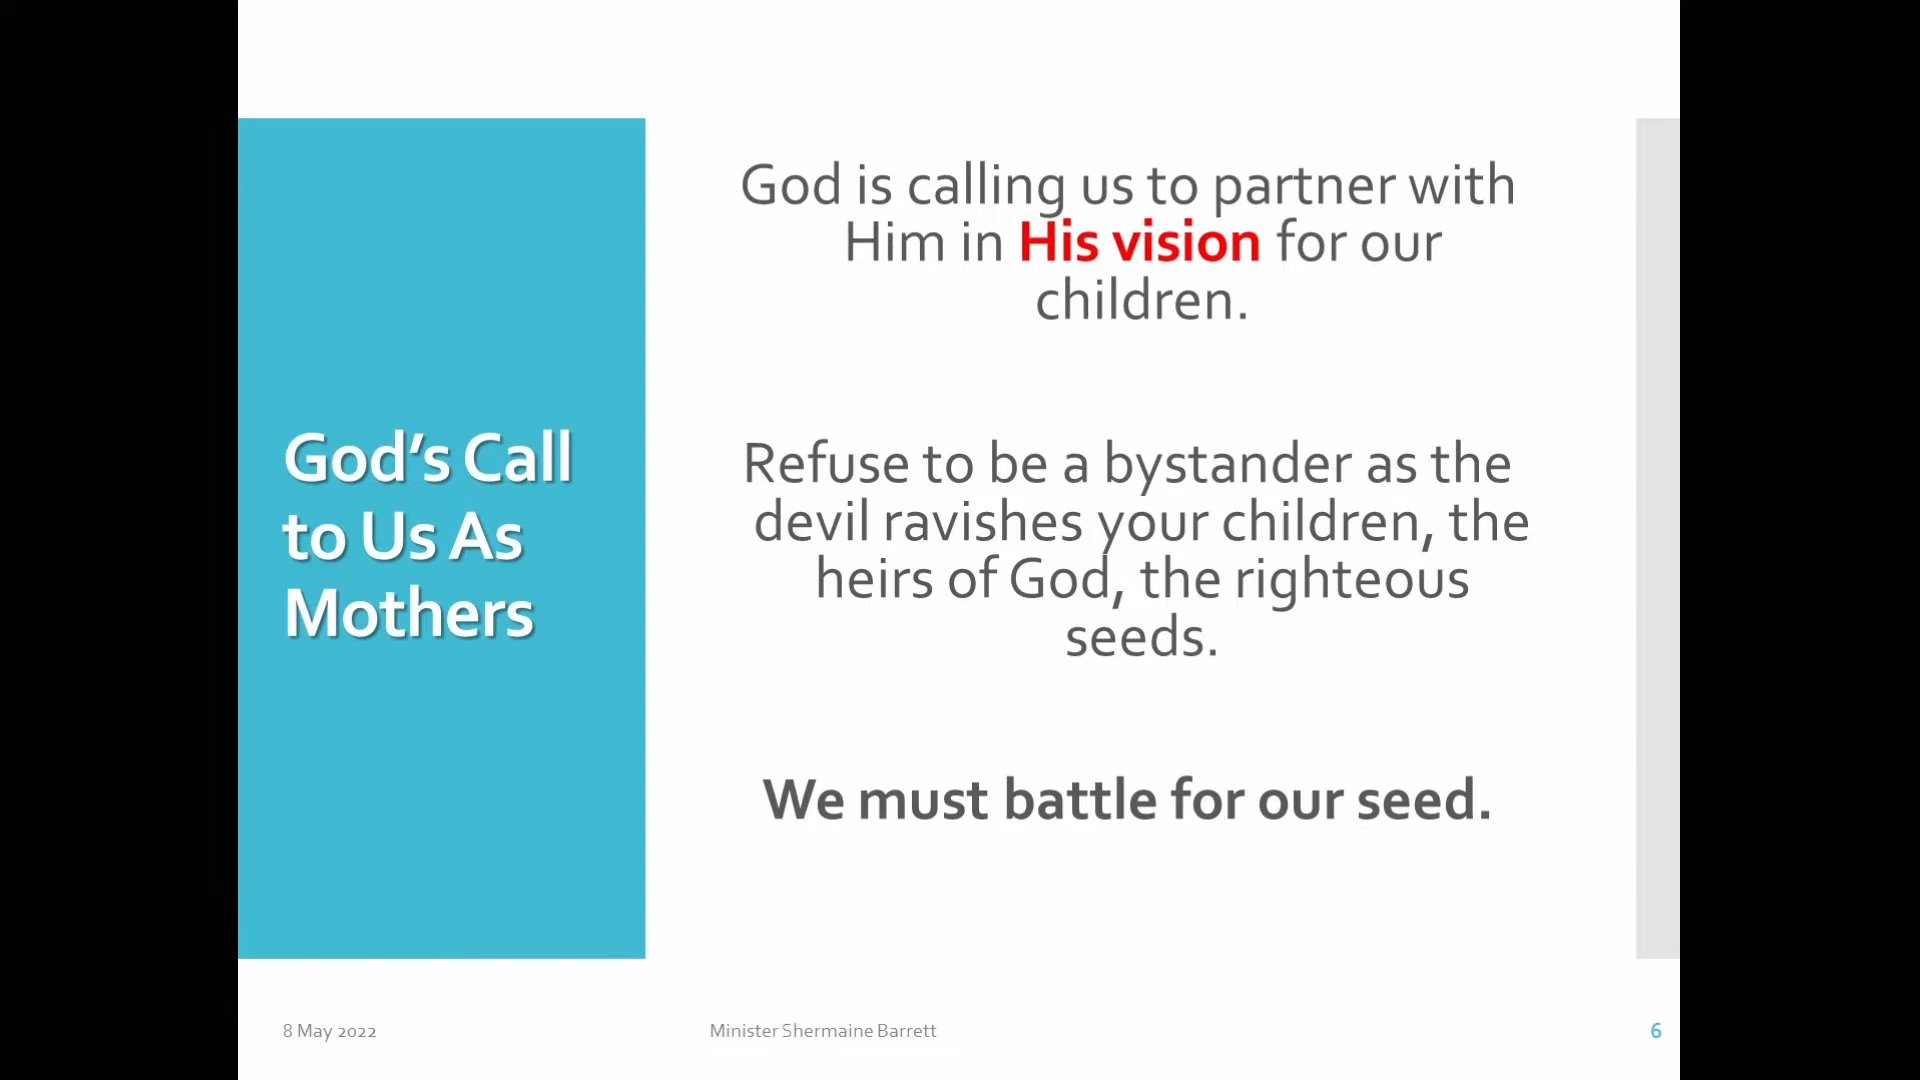 God’s Call
to Us As
Mothers
God is calling us to partner with
Him in His vision for our
children.
Refuse to be a bystander as the
devil ravishes your children, the
heirs of God, the righteous
seeds.
We must battle for our seed.
8 May 2022
Minister Shermaine Barrett
6